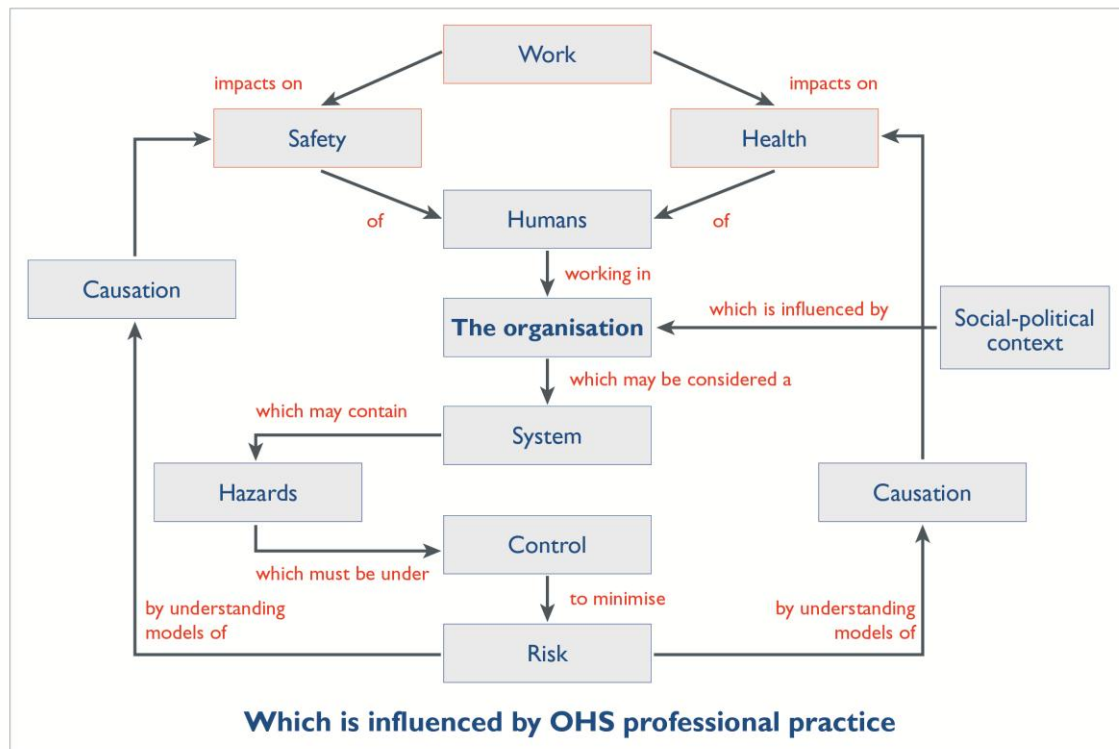 Work
impacts on
impacts on
Safety
Health
of
Humans
of
working in
Causation
The organisation
which is influenced by
Social-political
context
which may be considered a
which may contain
System
Hazards
Causation
Control
which must be under
by understanding
models of
to minimise
by understanding
models of
Risk
Which is influenced by OHS professional practice